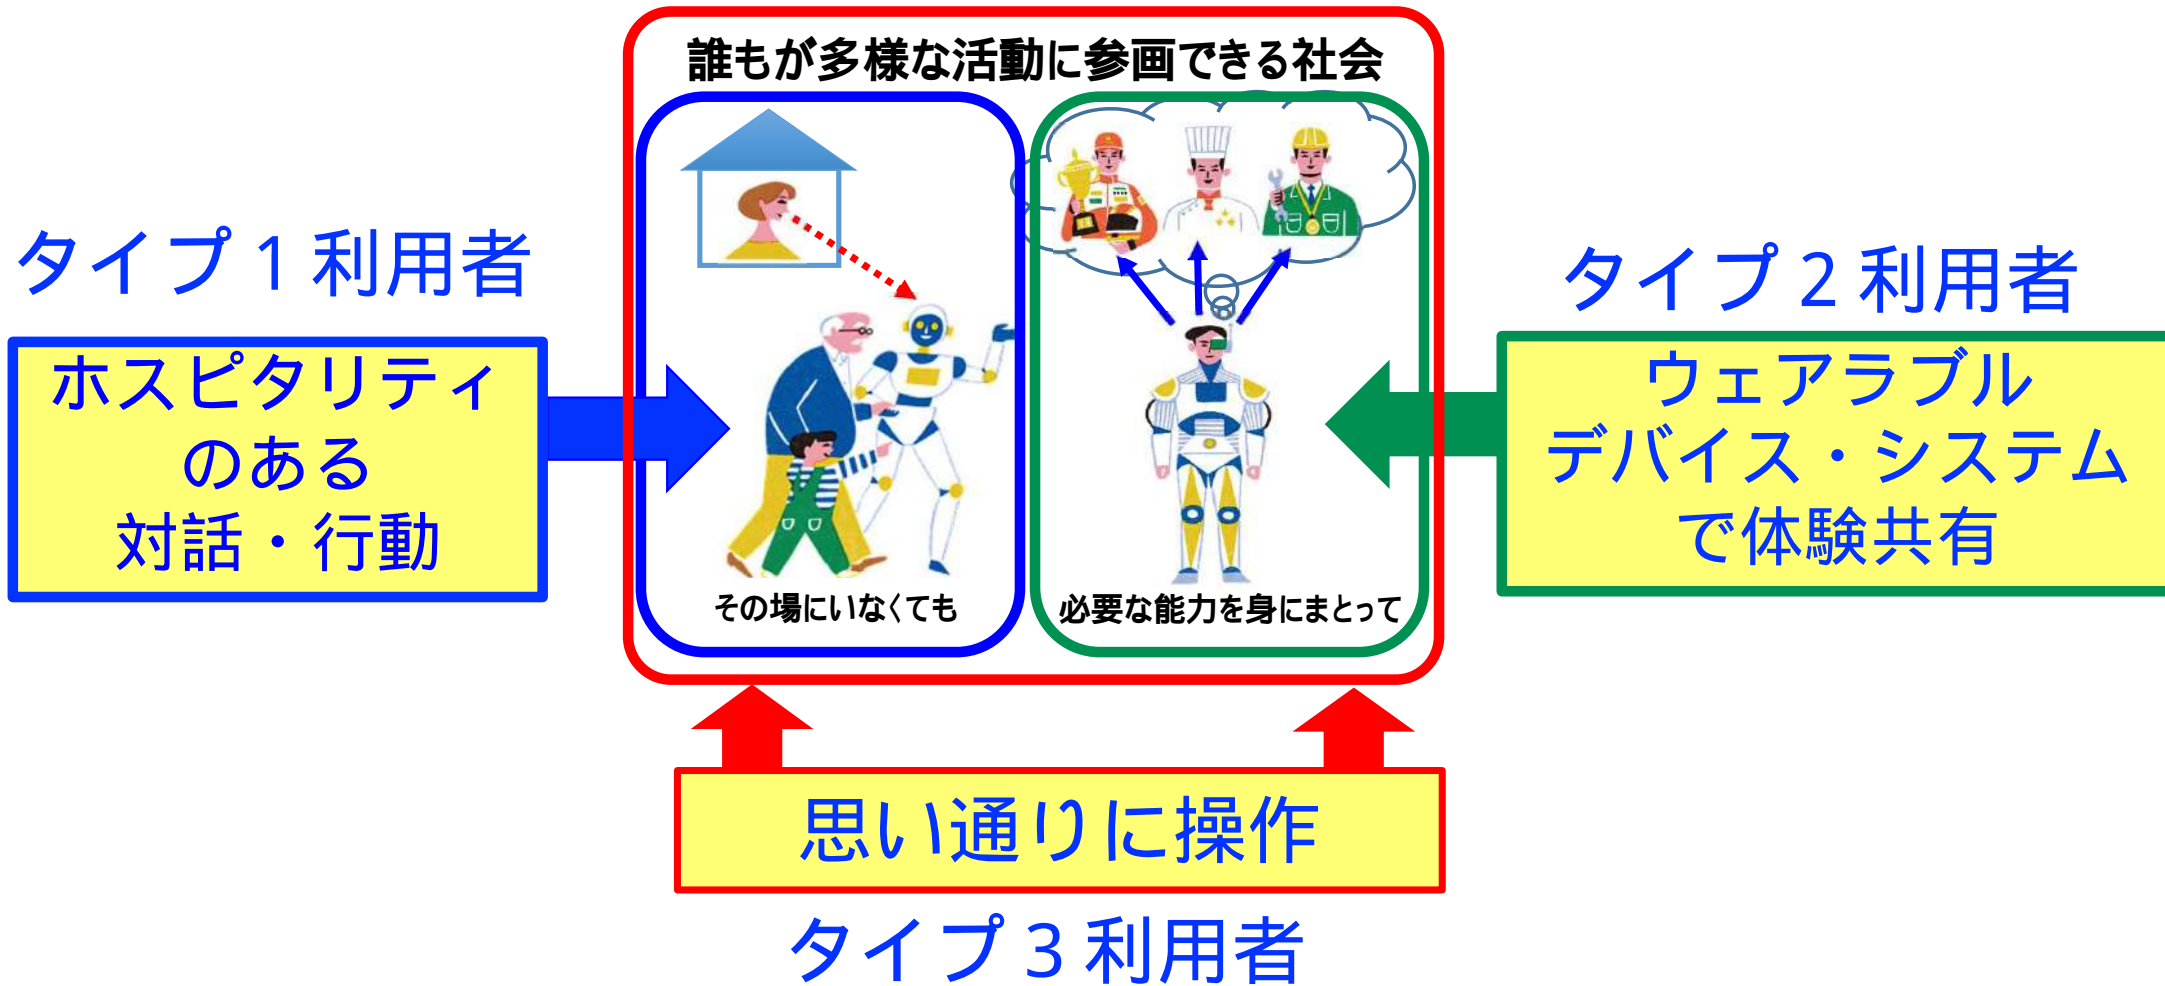 誰もが多様な活動に参画できる社会
タイプ1利用者
ホスピタリティ
のある
対話・行動
その場にいなくても
必要な能力を身にまとって
タイプ2利用者
ウェアラブル
デバイス・システム
で体験共有
思い通りに操作
タイプ3利用者